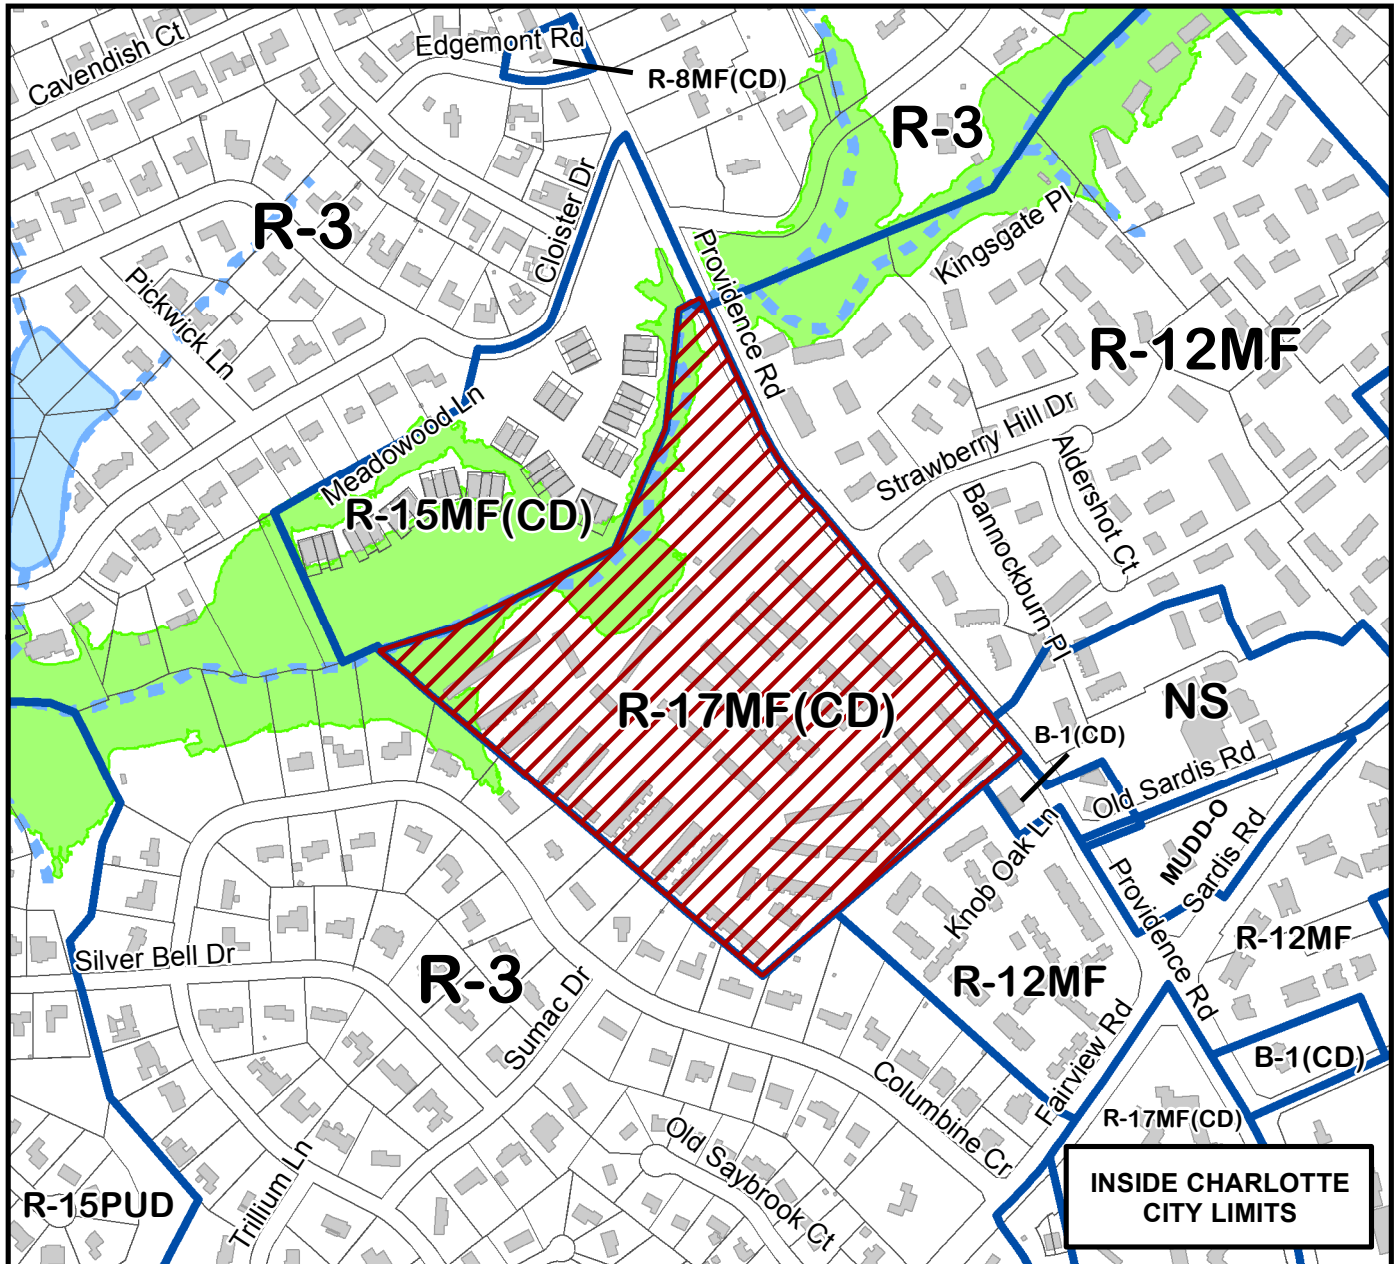 Cavendish Ct
Edgemont Rd
R-8MF(CD)
R-3
Cloister Dr
R-3
Kingsgate Pl
Providence Rd
Pickwick Ln
R-12MF
Meadowood Ln
Strawberry Hill Dr
Aldershot Ct
Bannockburn Pl
R-15MF(CD)
R-17MF(CD)
NS
B-1(CD)
Old Sardis Rd
MUDD-O
Sardis Rd
Knob Oak Ln
Providence Rd
R-12MF
Silver Bell Dr
R-3
R-12MF
Sumac Dr
Fairview Rd
B-1(CD)
Columbine Cr
R-17MF(CD)
Old Saybrook Ct
Trillium Ln
R-15PUD
INSIDE CHARLOTTE
CITY LIMITS